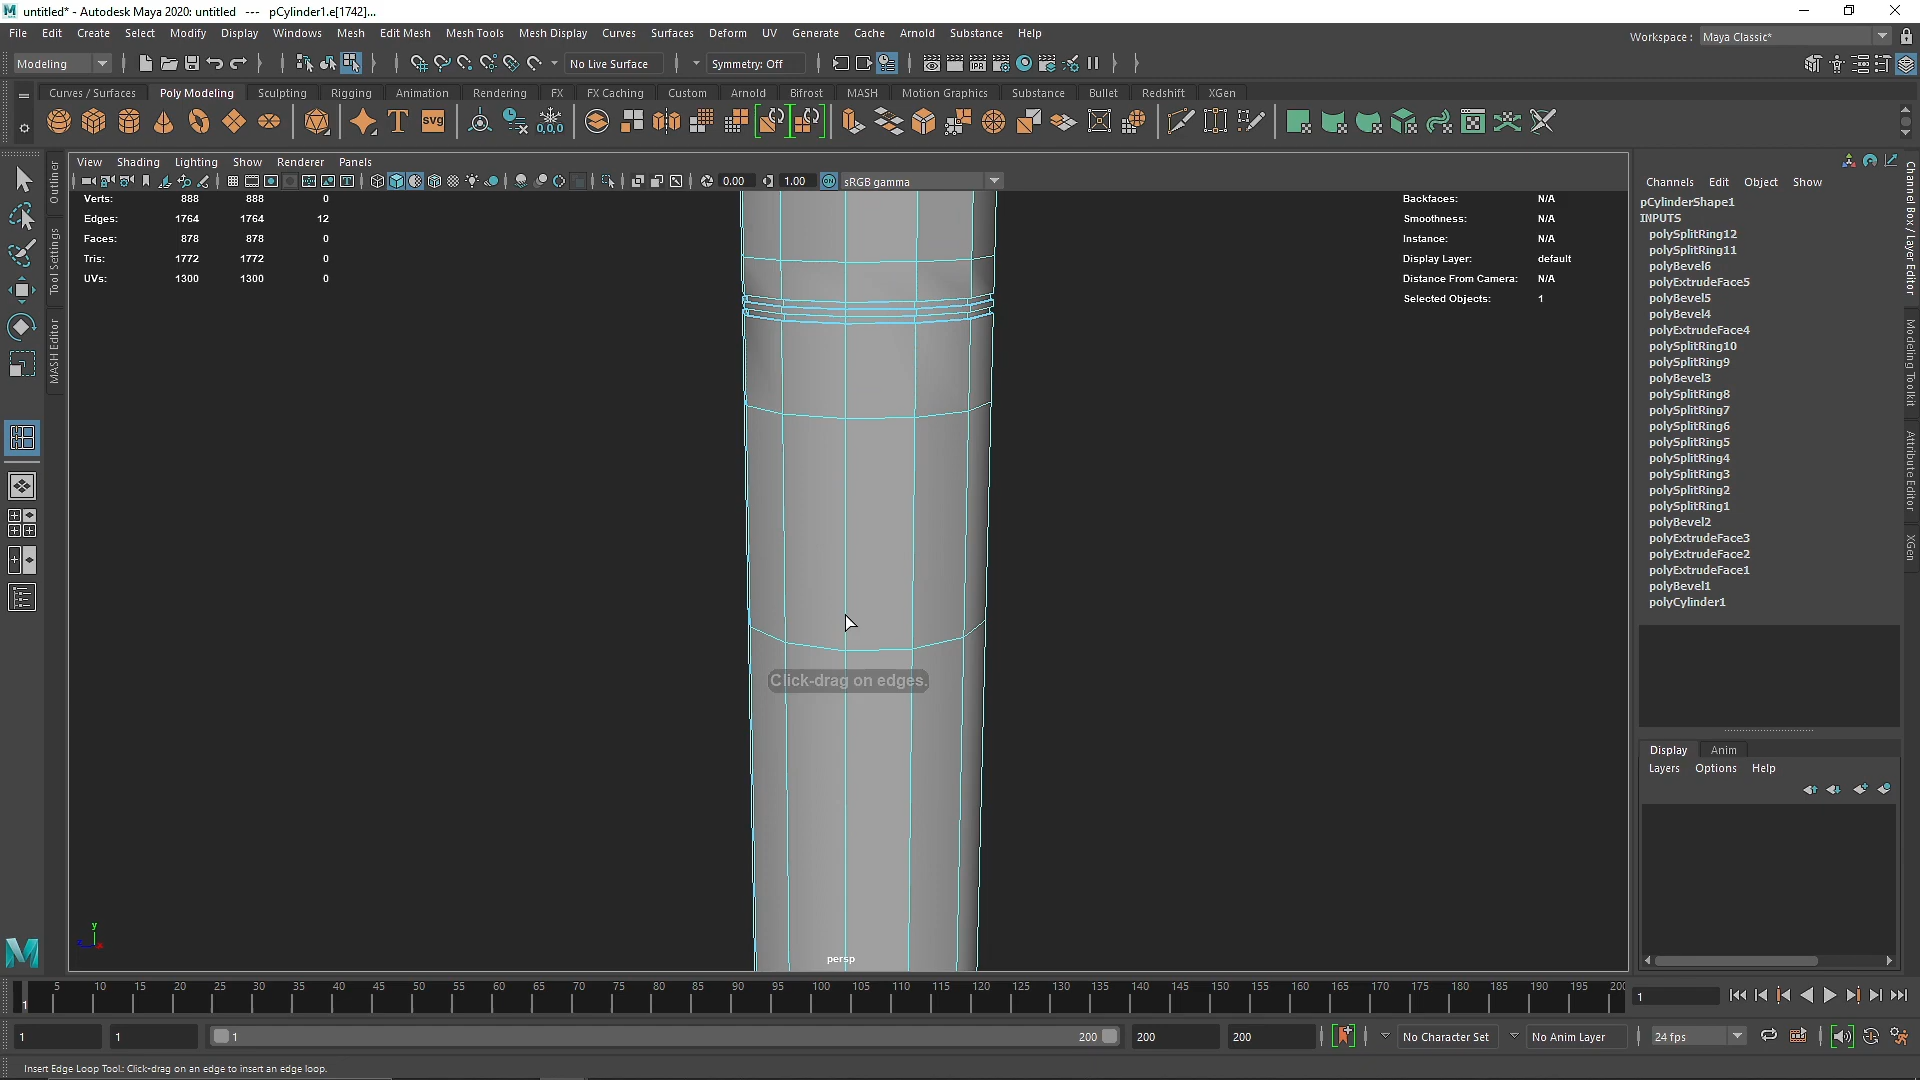 untitled* - Autodesk Maya 2020: untitled --- pCylinder1.e[1742]...
File Edit Create Select Modify Display Windows Mesh Edit Mesh Mesh Tools Mesh Display Curves Surfaces Deform UV Generate Cache Arnold Substance Help
Workspace : Maya Classic*
Modeling No Live Surface Symmetry: Off
Curves / Surfaces Poly Modeling Sculpting Rigging Animation Rendering FX FX Caching Custom Arnold Bifrost MASH Motion Graphics Substance Bullet Redshift XGen
T SVG 0,0,0
View Shading Lighting Show Renderer Panels
0.00 1.00 ON sRGB gamma
Verts: 888 888 0
Edges: 1764 1764 12
Faces: 878 878 0
Tris: 1772 1772 0
UVs: 1300 1300 0
Backfaces: N/A
Smoothness: N/A
Instance: N/A
Display Layer: default
Distance From Camera: N/A
Selected Objects: 1
Click-drag on edges.
persp
y
z x
Outliner
Tool Settings
MASH Editor
Channels Edit Object Show
pCylinderShape1
INPUTS
polySplitRing12
polySplitRing11
polyBevel6
polyExtrudeFace5
polyBevel5
polyBevel4
polyExtrudeFace4
polySplitRing10
polySplitRing9
polyBevel3
polySplitRing8
polySplitRing7
polySplitRing6
polySplitRing5
polySplitRing4
polySplitRing3
polySplitRing2
polySplitRing1
polyBevel2
polyExtrudeFace3
polyExtrudeFace2
polyExtrudeFace1
polyBevel1
polyCylinder1
Channel Box / Layer Editor
Modeling Toolkit
Attribute Editor
XGen
Display Anim
Layers Options Help
5 10 15 20 25 30 35 40 45 50 55 60 65 70 75 80 85 90 95 100 105 110 115 120 125 130 135 140 145 150 155 160 165 170 175 180 185 190 195 200
1 1
1 1 1 200 200 200 No Character Set No Anim Layer 24 fps
Insert Edge Loop Tool: Click-drag on an edge to insert an edge loop.